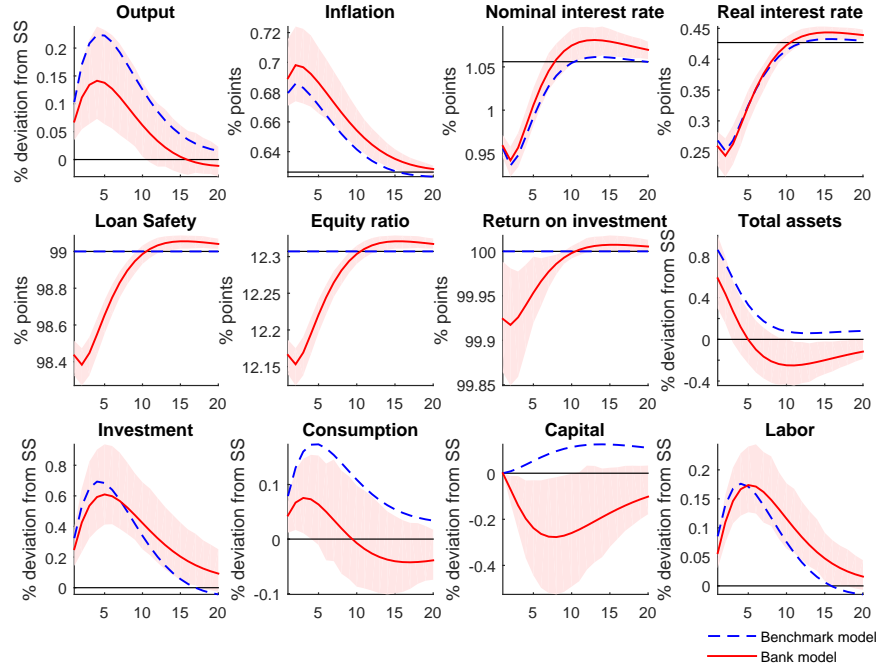 Output
Inflation
Nominal interest rate
Real interest rate
% deviation from SS
0.2
0.15
0.1
0.05
0
5 10 15 20
% points
0.7
0.68
0.66
0.64
5 10 15 20
% points
1.05
1
0.95
5 10 15 20
% points
0.45
0.4
0.35
0.3
0.25
5 10 15 20
Loan Safety
Equity ratio
Return on investment
Total assets
% points
99
98.8
98.6
98.4
5 10 15 20
% points
12.3
12.25
12.2
12.15
5 10 15 20
% points
100
99.95
99.9
99.85
5 10 15 20
% deviation from SS
0.8
0.4
0
-0.4
5 10 15 20
Investment
Consumption
Capital
Labor
% deviation from SS
0.8
0.6
0.4
0.2
0
5 10 15 20
% deviation from SS
0.1
0
-0.1
5 10 15 20
% deviation from SS
0
-0.2
-0.4
5 10 15 20
% deviation from SS
0.2
0.15
0.1
0.05
0
5 10 15 20
Benchmark model
Bank model